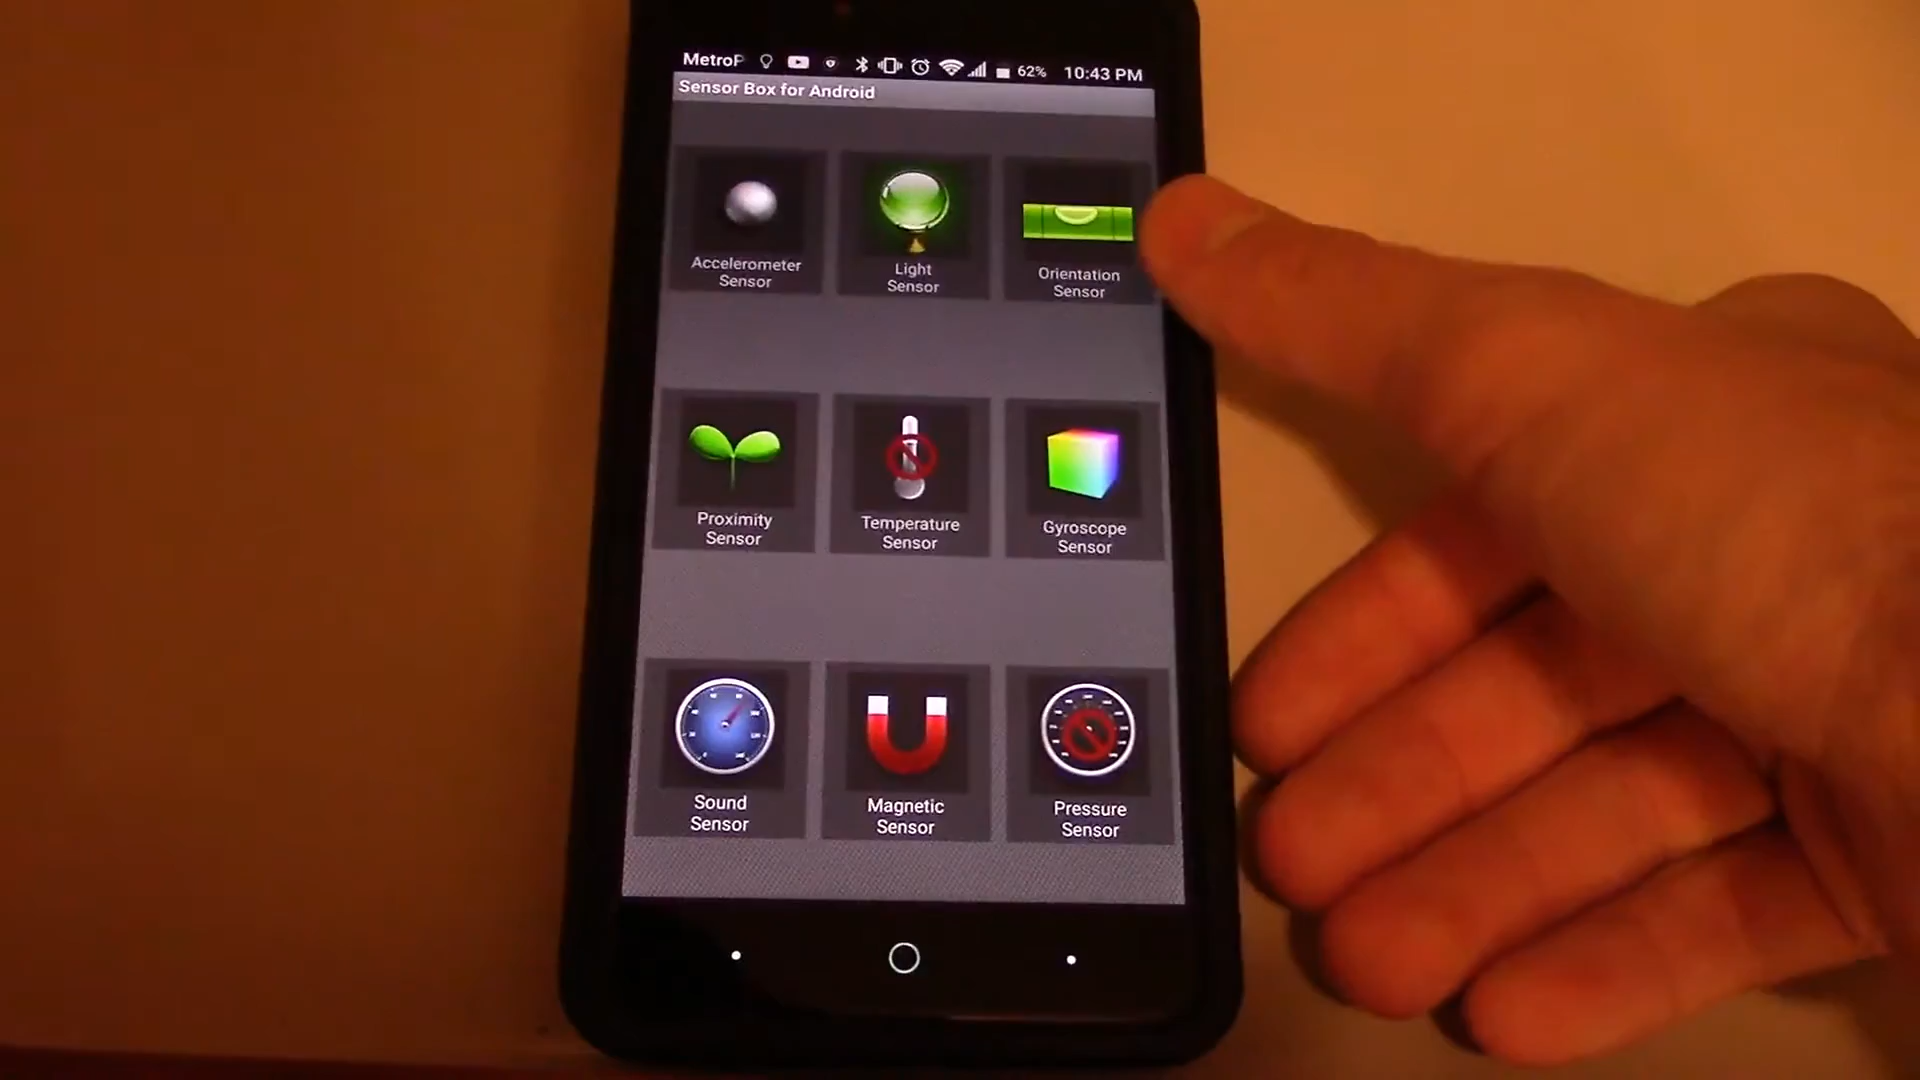 MetroP 62% 10:43 PM
Sensor Box for Android
Accelerometer
Sensor
Light
Sensor
Orientation
Sensor
Proximity
Sensor
Temperature
Sensor
Gyroscope
Sensor
Sound
Sensor
Magnetic
Sensor
Pressure
Sensor